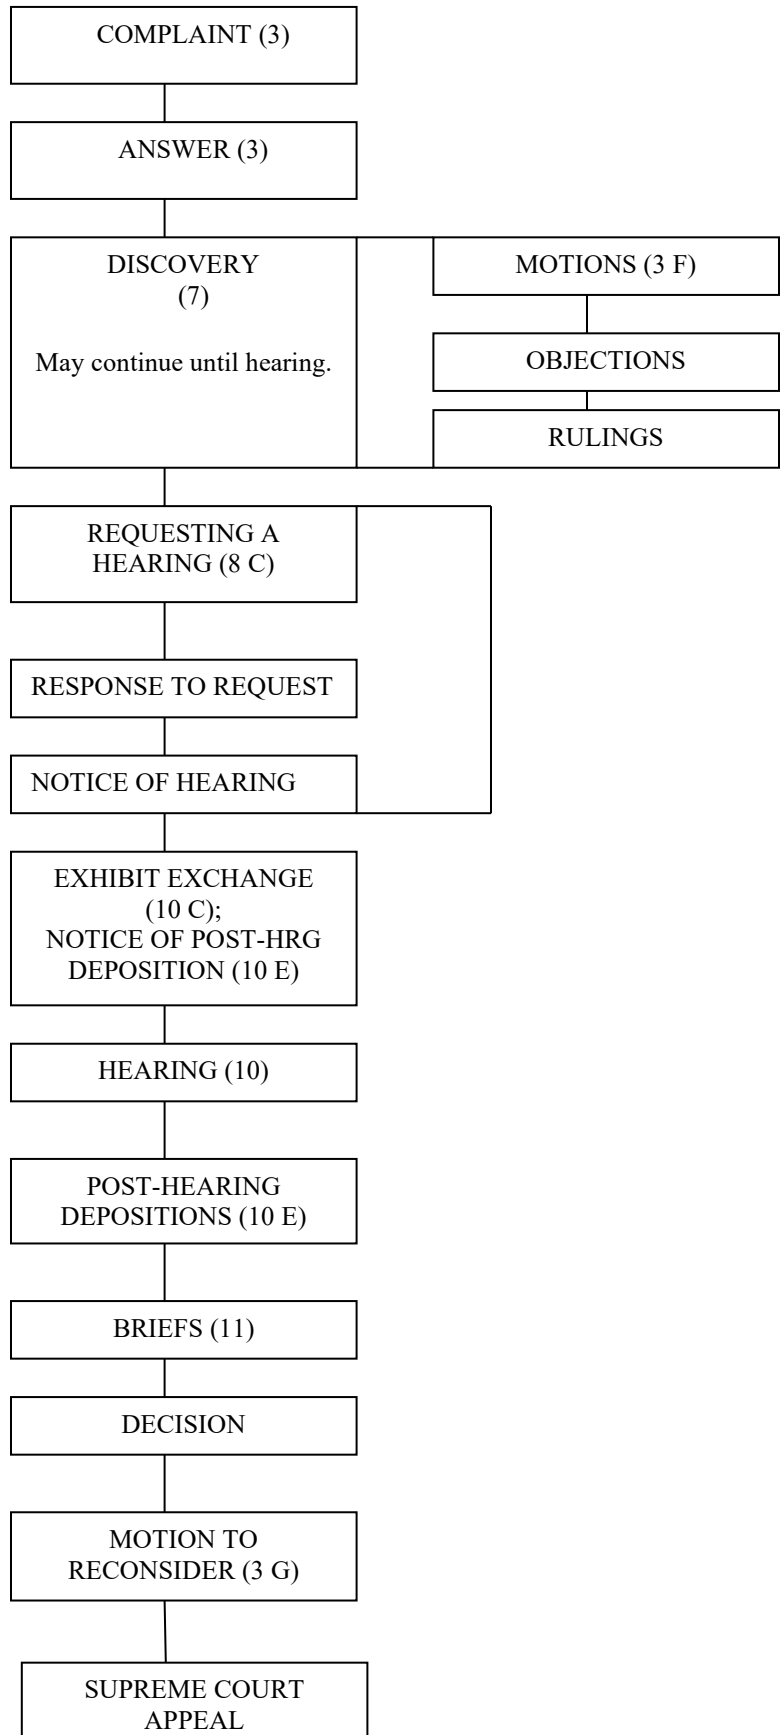 COMPLAINT (3)
ANSWER (3)
DISCOVERY
(7)
May continue until hearing.
MOTIONS (3 F)
OBJECTIONS
RULINGS
REQUESTING A
HEARING (8 C)
RESPONSE TO REQUEST
NOTICE OF HEARING
EXHIBIT EXCHANGE
(10 C);
NOTICE OF POST-HRG
DEPOSITION (10 E)
HEARING (10)
POST-HEARING
DEPOSITIONS (10 E)
BRIEFS (11)
DECISION
MOTION TO
RECONSIDER (3 G)
SUPREME COURT
APPEAL